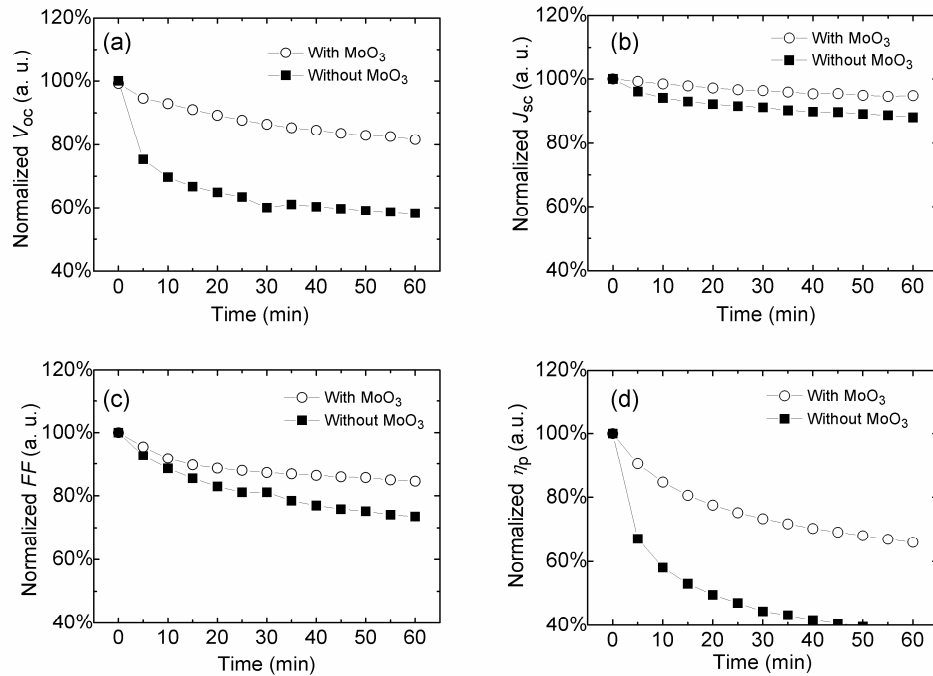 (a)
With MoO3
Without MoO3
Normalized Voc (a. u.)
120%
100%
80%
60%
40%
0 10 20 30 40 50 60
Time (min)
(b)
With MoO3
Without MoO3
Normalized Jsc (a. u.)
120%
100%
80%
60%
40%
0 10 20 30 40 50 60
Time (min)
(c)
With MoO3
Without MoO3
Normalized FF (a. u.)
120%
100%
80%
60%
40%
0 10 20 30 40 50 60
Time (min)
(d)
With MoO3
Without MoO3
Normalized ηp (a.u.)
120%
100%
80%
60%
40%
0 10 20 30 40 50 60
Time (min)